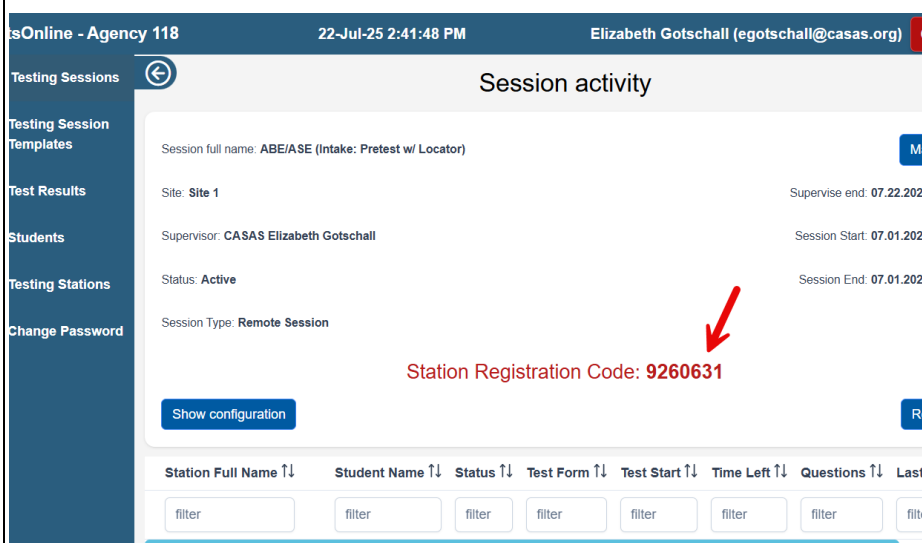 tsOnline - Agency 118 22-Jul-25 2:41:48 PM Elizabeth Gotschall (egotschall@casas.org)
Testing Sessions
Testing Session
Templates
Test Results
Students
Testing Stations
Change Password
Session activity
Session full name: ABE/ASE (Intake: Pretest w/ Locator)
Site: Site 1 Supervise end: 07.22.202
Supervisor: CASAS Elizabeth Gotschall Session Start: 07.01.202
Status: Active Session End: 07.01.202
Session Type: Remote Session
Station Registration Code: 9260631
Show configuration
Station Full Name Student Name Status Test Form Test Start Time Left Questions Last
filter filter filter filter filter filter filter